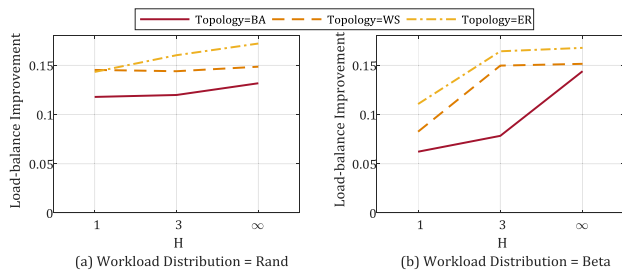 Topology=BA Topology=WS Topology=ER
Load-balance Improvement
0.15
0.1
0.05
0
1 3 ∞
H
(a) Workload Distribution = Rand
Load-balance Improvement
0.15
0.1
0.05
0
1 3 ∞
H
(b) Workload Distribution = Beta